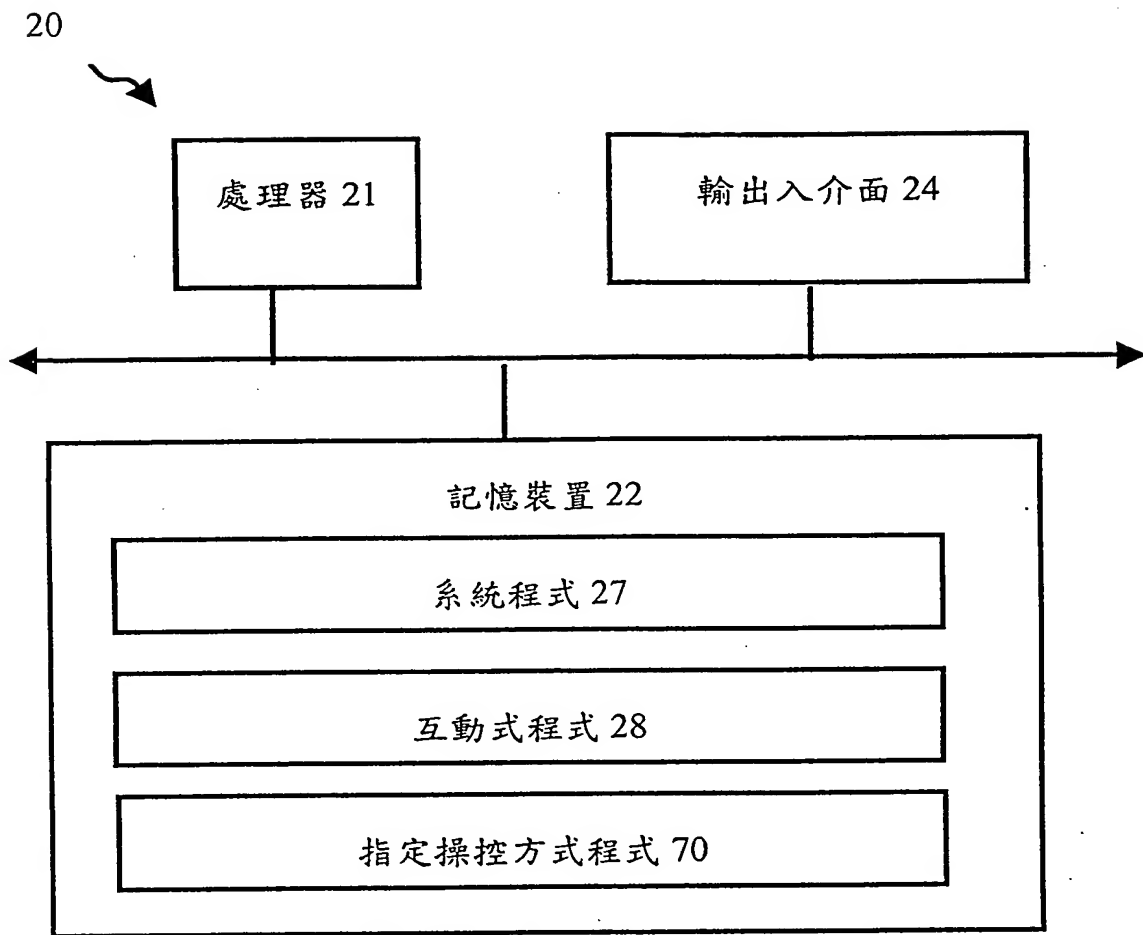 20
處理器 21
輸出入介面 24
記憶裝置 22
系統程式 27
互動式程式 28
指定操控方式程式 70